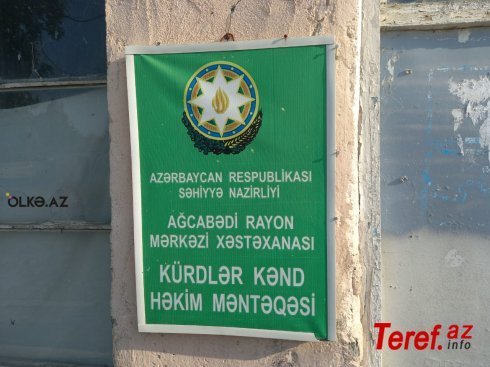 AZƏRBAYCAN RESPUBLİKASI
SƏHİYYƏ NAZİRLİYİ
AĞCABƏDİ RAYON
MƏRKƏZİ XƏSTƏXANASI
KÜRDLƏR KƏND
HƏKİM MƏNTƏQƏSİ
OLKƏ.AZ
Teref.az
info